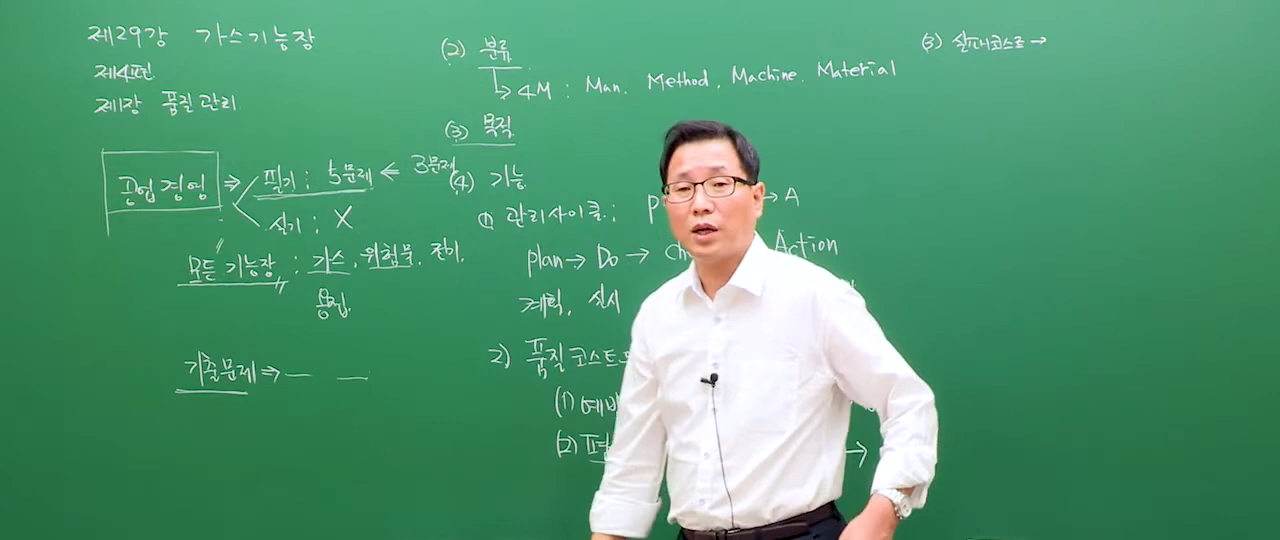 제29강 가스기능장
제4편
제1장 품질관리
공업경영 ⇒ 필기 : 5문제 ⇐ 3문제
실기 : X
"모든 기능장" : 가스, 위험물, 전기,
용접
기출문제 ⇒
(2) 분류
↳ 4M : Man. Method. Machine. Material
(3) 목적
(4) 기능
① 관리사이클 ; P → A
plan → Do → Ch Action
계획, 실시
2) 품질코스트
(1) 예방
(2) 평
→
(3) 실패코스트 →